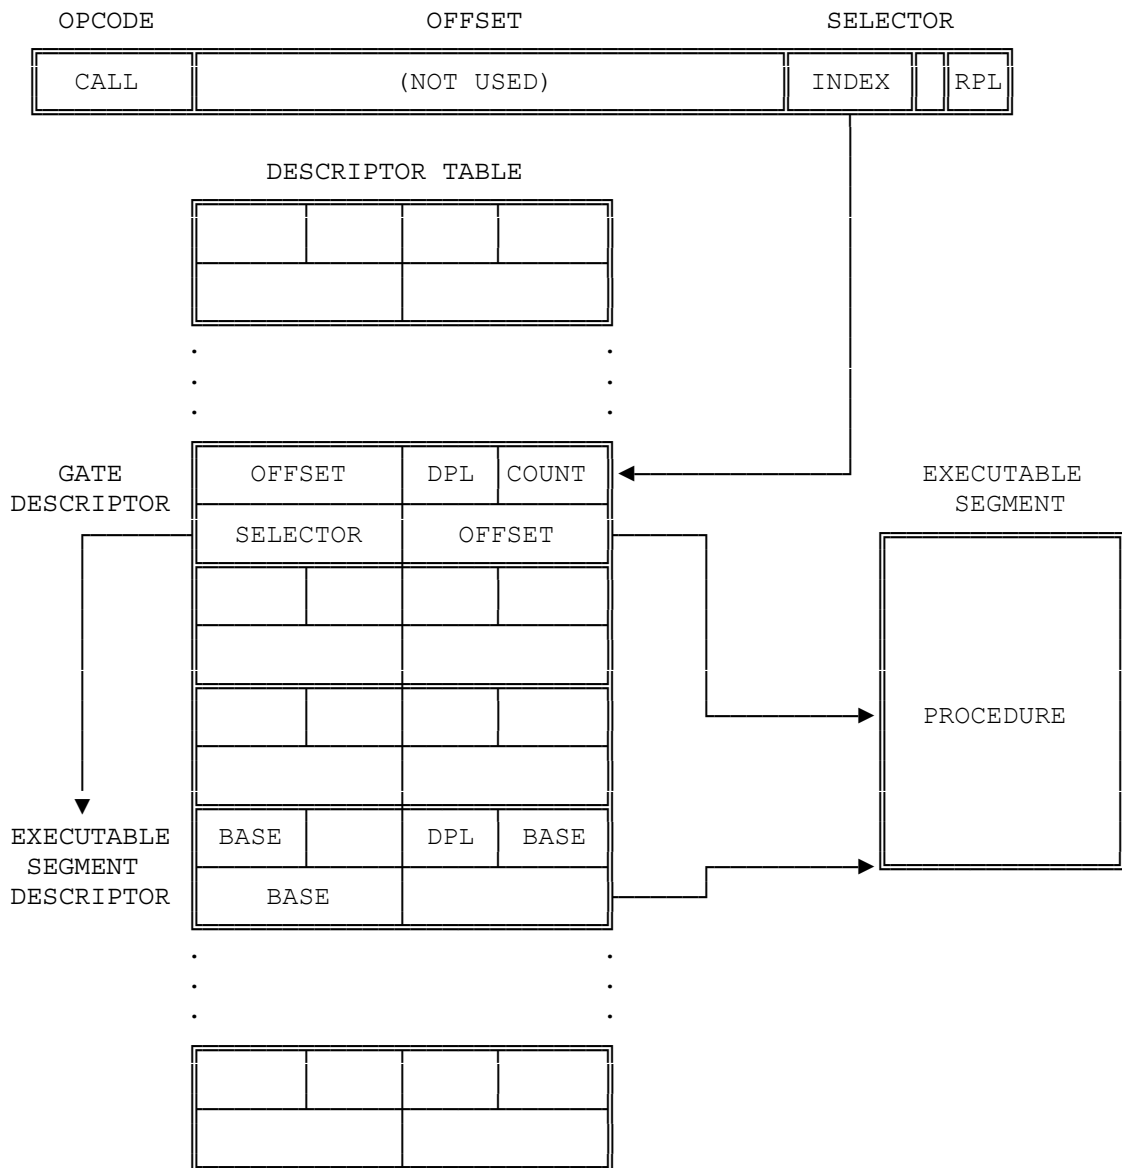 OPCODE OFFSET SELECTOR
CALL (NOT USED) INDEX RPL
DESCRIPTOR TABLE
GATE OFFSET DPL COUNT EXECUTABLE
DESCRIPTOR SEGMENT
SELECTOR OFFSET
PROCEDURE
EXECUTABLE BASE DPL BASE
SEGMENT
DESCRIPTOR BASE